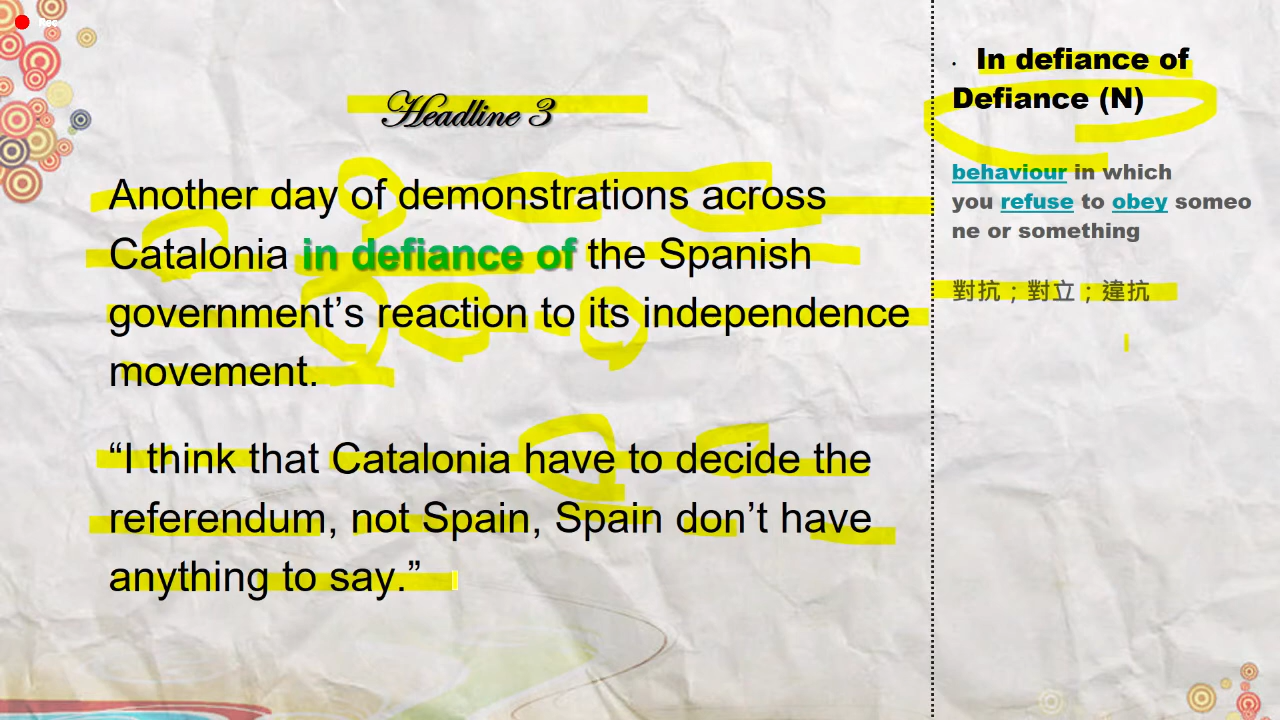 Headline 3
Another day of demonstrations across
Catalonia in defiance of the Spanish
government’s reaction to its independence
movement.
“I think that Catalonia have to decide the
referendum, not Spain, Spain don’t have
anything to say.”
· In defiance of
Defiance (N)
behaviour in which
you refuse to obey someo
ne or something
對抗；對立；違抗